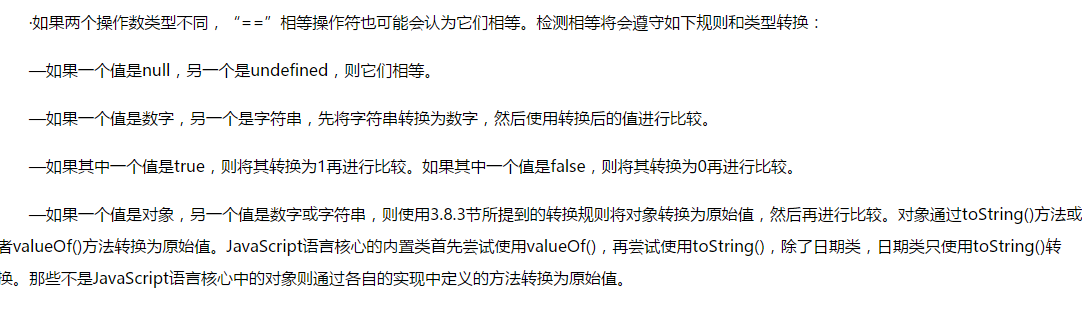 ·如果两个操作数类型不同，“==”相等操作符也可能会认为它们相等。检测相等将会遵守如下规则和类型转换：
—如果一个值是null，另一个是undefined，则它们相等。
—如果一个值是数字，另一个是字符串，先将字符串转换为数字，然后使用转换后的值进行比较。
—如果其中一个值是true，则将其转换为1再进行比较。如果其中一个值是false，则将其转换为0再进行比较。
—如果一个值是对象，另一个值是数字或字符串，则使用3.8.3节所提到的转换规则将对象转换为原始值，然后再进行比较。对象通过toString()方法或
者valueOf()方法转换为原始值。JavaScript语言核心的内置类首先尝试使用valueOf()，再尝试使用toString()，除了日期类，日期类只使用toString()转
换。那些不是JavaScript语言核心中的对象则通过各自的实现中定义的方法转换为原始值。